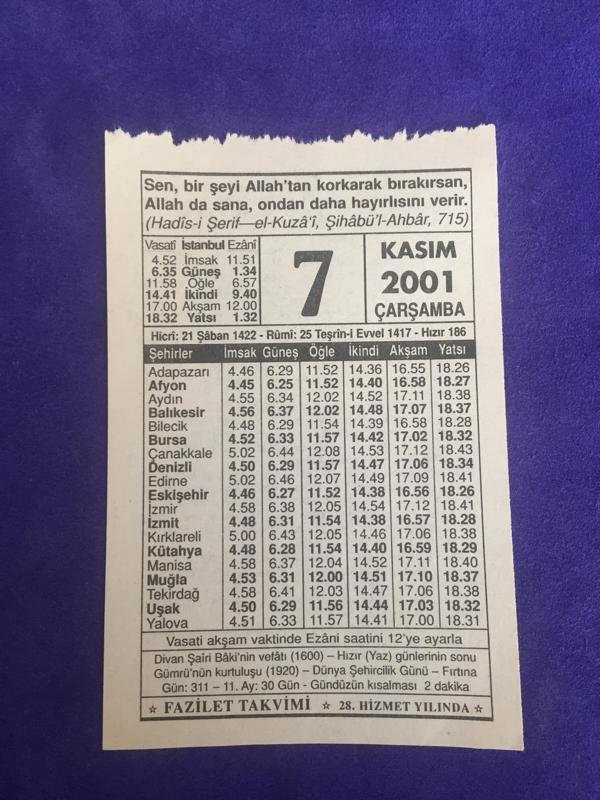 Sen, bir şeyi Allah'tan korkarak bırakırsan,
Allah da sana, ondan daha hayırlısını verir.
(Hadîs-i Şerif—el-Kuzâ'î, Şihâbü'l-Ahbâr, 715)
Vasatî İstanbul Ezânî
4.52 İmsak 11.51
6.35 Güneş 1.34
11.58 Öğle 6.57
14.41 İkindi 9.40
17.00 Akşam 12.00
18.32 Yatsı 1.32
7
KASIM
2001
ÇARŞAMBA
Hicrî: 21 Şâban 1422 - Rûmî: 25 Teşrîn-i Evvel 1417 - Hızır 186
Şehirler İmsak Güneş Öğle İkindi Akşam Yatsı
Adapazarı 4.46 6.29 11.52 14.36 16.55 18.26
Afyon 4.45 6.25 11.52 14.40 16.58 18.27
Aydın 4.55 6.34 12.02 14.52 17.11 18.38
Balıkesir 4.56 6.37 12.02 14.48 17.07 18.37
Bilecik 4.48 6.29 11.54 14.39 16.58 18.28
Bursa 4.52 6.33 11.57 14.42 17.02 18.32
Çanakkale 5.02 6.44 12.08 14.53 17.12 18.43
Denizli 4.50 6.29 11.57 14.47 17.06 18.34
Edirne 5.02 6.46 12.07 14.49 17.09 18.41
Eskişehir 4.46 6.27 11.52 14.38 16.56 18.26
İzmir 4.58 6.38 12.05 14.54 17.12 18.41
İzmit 4.48 6.31 11.54 14.38 16.57 18.28
Kırklareli 5.00 6.43 12.05 14.46 17.06 18.38
Kütahya 4.48 6.28 11.54 14.40 16.59 18.29
Manisa 4.58 6.37 12.04 14.52 17.11 18.40
Muğla 4.53 6.31 12.00 14.51 17.10 18.37
Tekirdağ 4.58 6.41 12.03 14.47 17.06 18.38
Uşak 4.50 6.29 11.56 14.44 17.03 18.32
Yalova 4.51 6.33 11.57 14.41 17.00 18.31
Vasati akşam vaktinde Ezâni saatini 12'ye ayarla
Divan Şairi Bâki'nin vefâtı (1600) – Hızır (Yaz) günlerinin sonu
Gümrü'nün kurtuluşu (1920) – Dünya Şehircilik Günü – Fırtına
Gün: 311 – 11. Ay: 30 Gün - Gündüzün kısalması 2 dakika
☆ FAZİLET TAKVİMİ ☆ 28. HİZMET YILINDA ☆